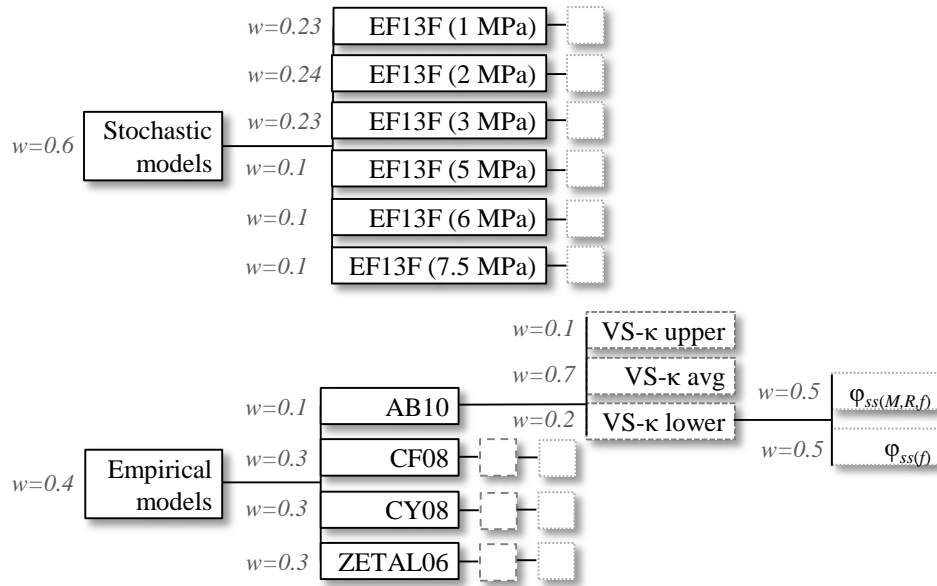 w=0.23 EF13F (1 MPa)
w=0.24 EF13F (2 MPa)
w=0.23 EF13F (3 MPa)
w=0.6 Stochastic models
w=0.1 EF13F (5 MPa)
w=0.1 EF13F (6 MPa)
w=0.1 EF13F (7.5 MPa)
w=0.1 VS-κ upper
w=0.7 VS-κ avg
w=0.2 VS-κ lower
w=0.5 φss(M,R,f)
w=0.5 φss(f)
w=0.1 AB10
w=0.3 CF08
w=0.4 Empirical models
w=0.3 CY08
w=0.3 ZETAL06